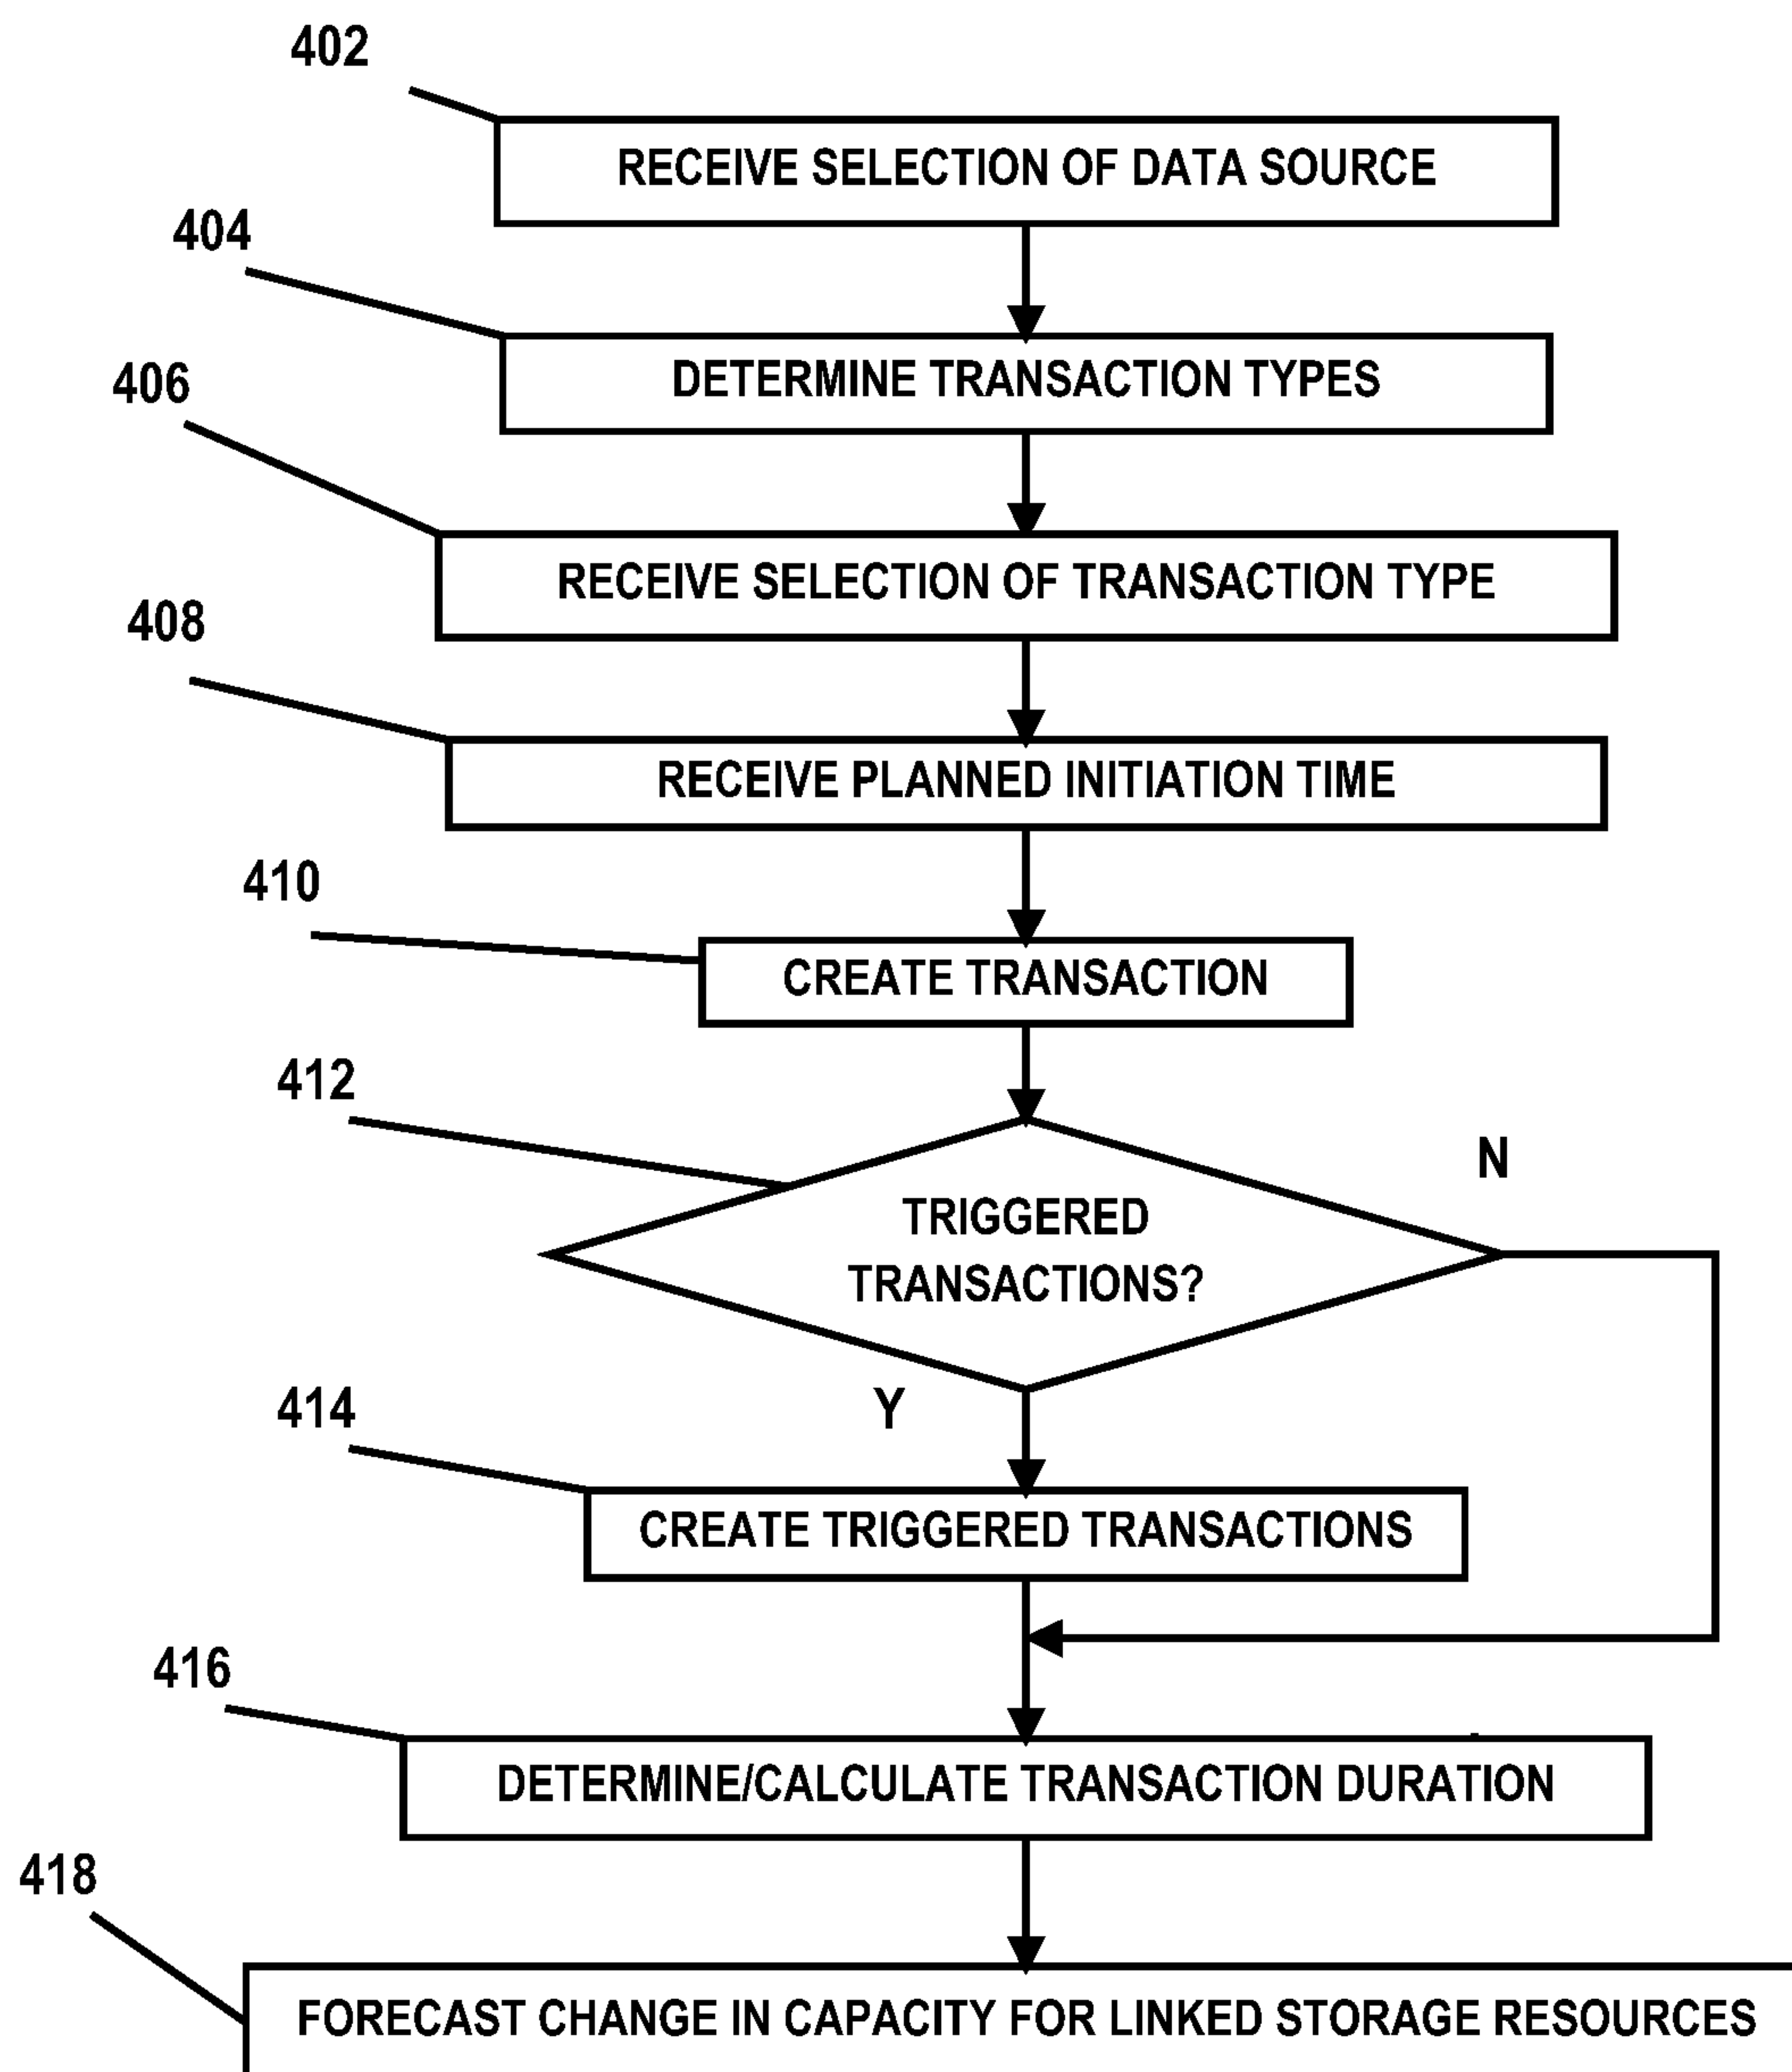 402
RECEIVE SELECTION OF DATA SOURCE
404
DETERMINE TRANSACTION TYPES
406
RECEIVE SELECTION OF TRANSACTION TYPE
408
RECEIVE PLANNED INITIATION TIME
410
CREATE TRANSACTION
412
TRIGGERED
TRANSACTIONS?
N
Y
414
CREATE TRIGGERED TRANSACTIONS
416
DETERMINE/CALCULATE TRANSACTION DURATION
418
FORECAST CHANGE IN CAPACITY FOR LINKED STORAGE RESOURCES